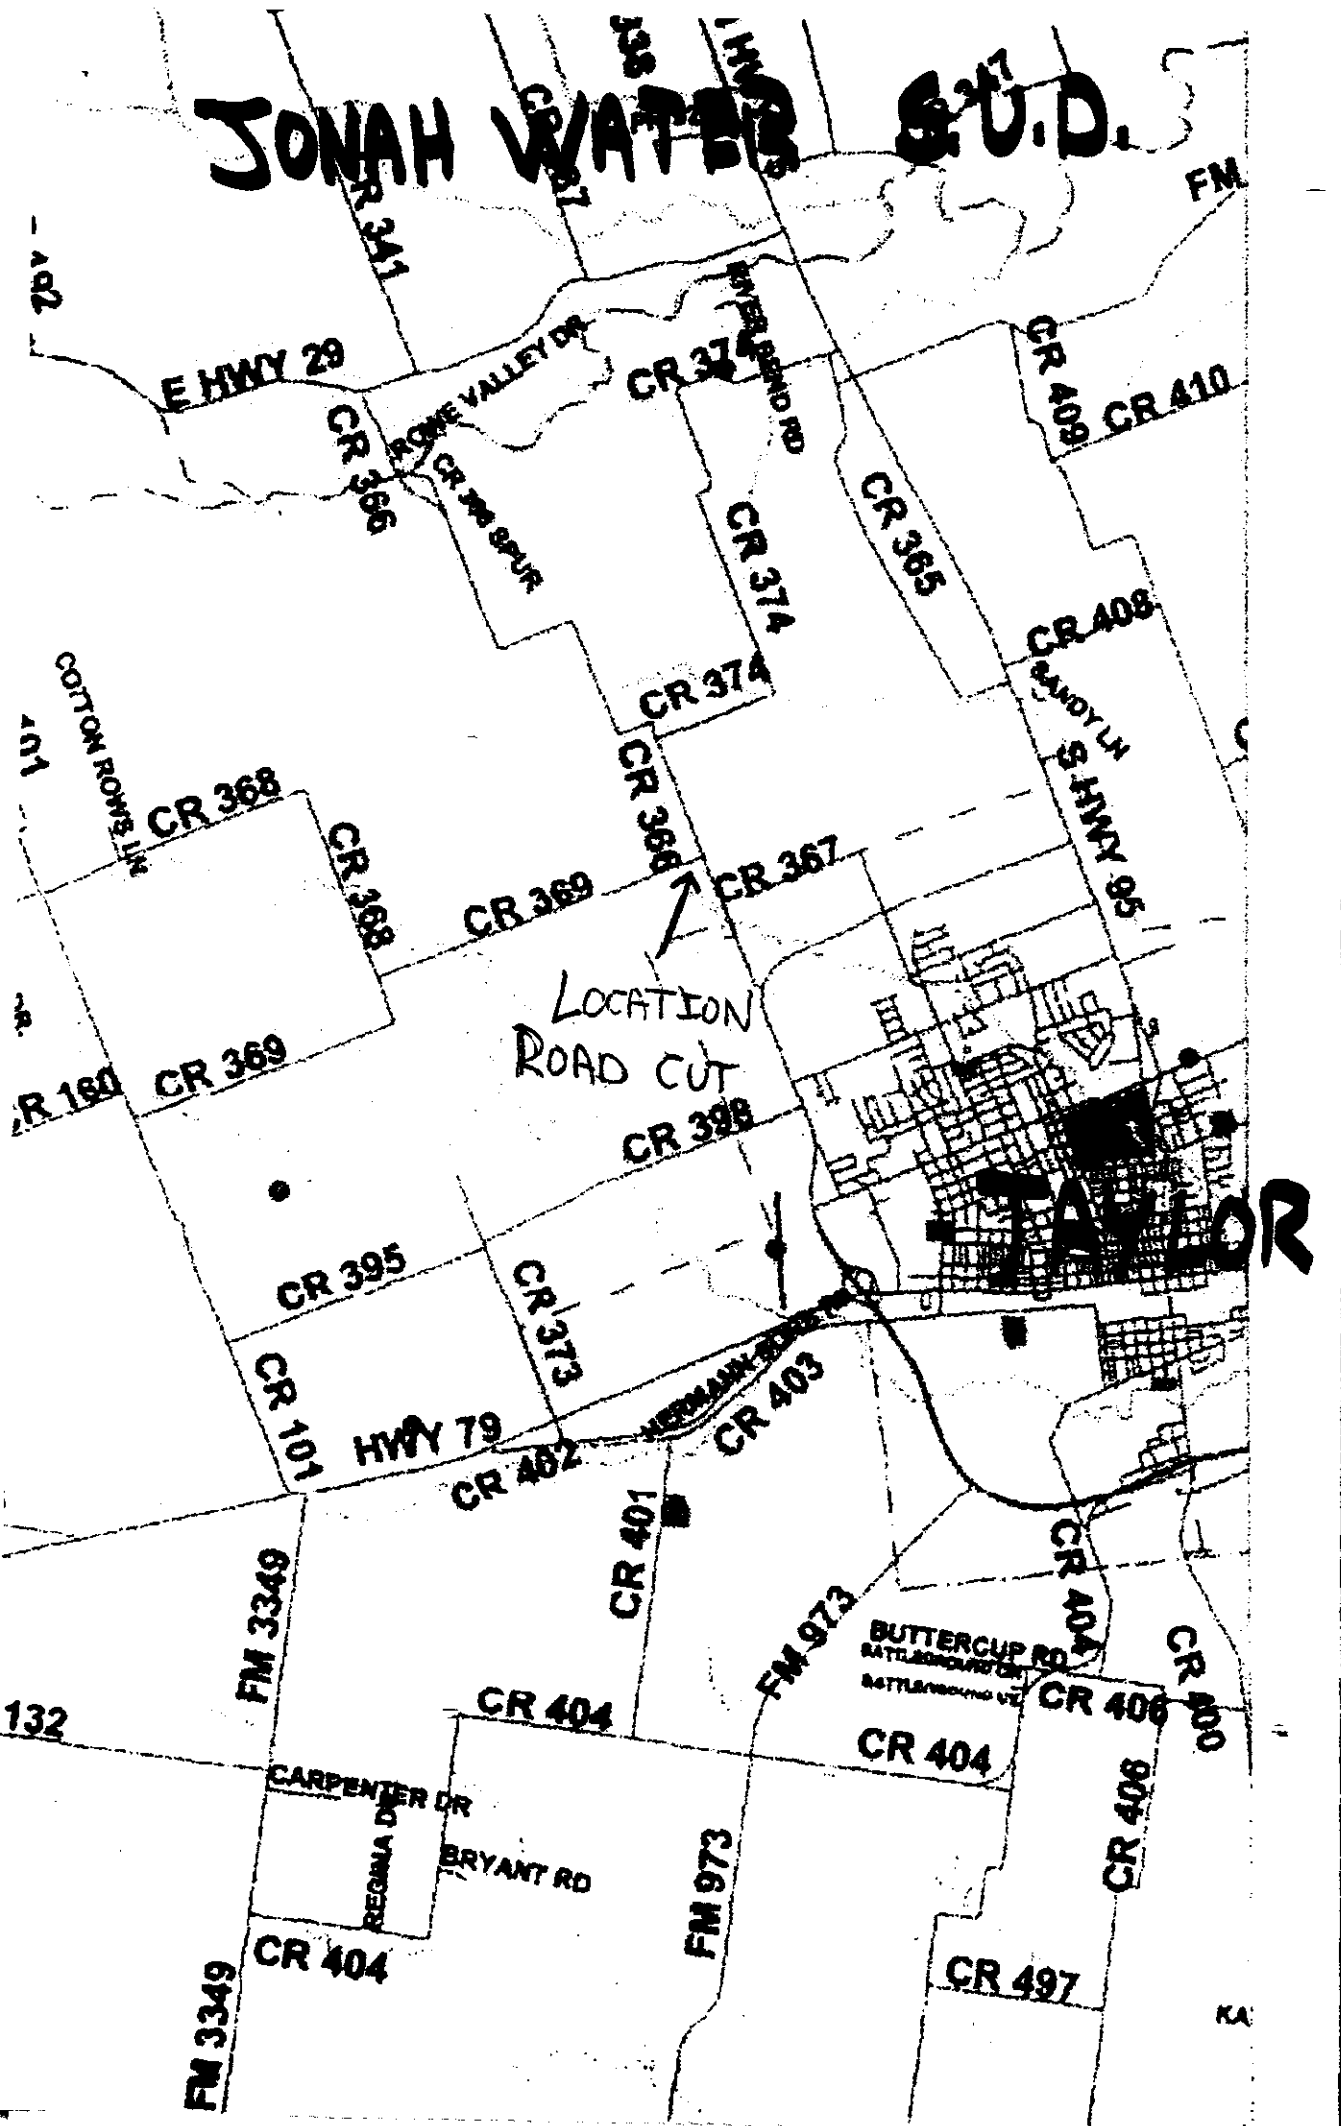 338
CR 347
JONAH WATER S.U.D.
FM
CR 341
E HWY 29
ROWE VALLEY DR
RIVER BEND RD
CR 374
CR 409
CR 410
CR 366
CR 366 SPUR
CR 374
CR 365
CR 408
SANDY LN
CR 374
COTTON ROWS LN
CR 368
CR 366
S HWY 95
CR 368
CR 369
CR 367
LOCATION
ROAD CUT
CR 369
R 160
CR 398
TAYLOR
CR 395
CR 373
CR 101
HWY 79
CR 402
CR 403
CR 401
FM 3349
FM 973
CR 404
BUTTERCUP RD
CR 400
132
CR 404
CR 406
CR 404
CARPENTER DR
REGINA D
BRYANT RD
CR 406
FM 973
CR 404
CR 497
FM 3349
KA